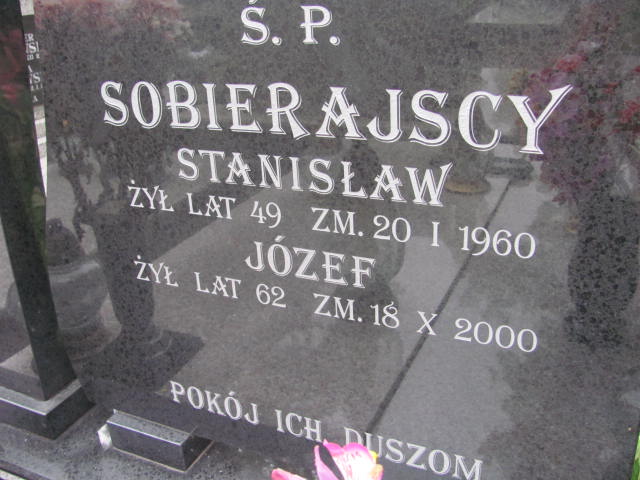 Ś. P.
SOBIERAJSCY
STANISŁAW
ŻYŁ LAT 49 ZM. 20 I 1960
JÓZEF
ŻYŁ LAT 62 ZM. 18 X 2000
POKÓJ ICH DUSZOM